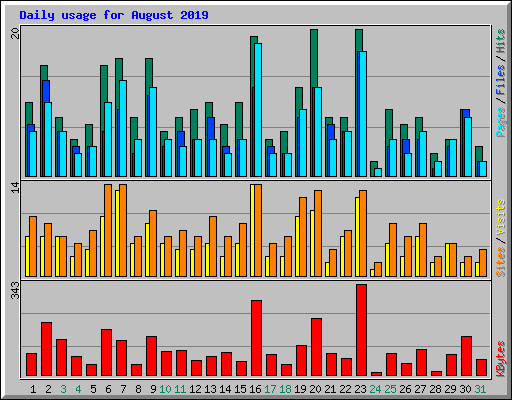 Daily usage for August 2019
20
Pages / Files / Hits
14
Sites / Visits
343
KBytes
1 2 3 4 5 6 7 8 9 10 11 12 13 14 15 16 17 18 19 20 21 22 23 24 25 26 27 28 29 30 31